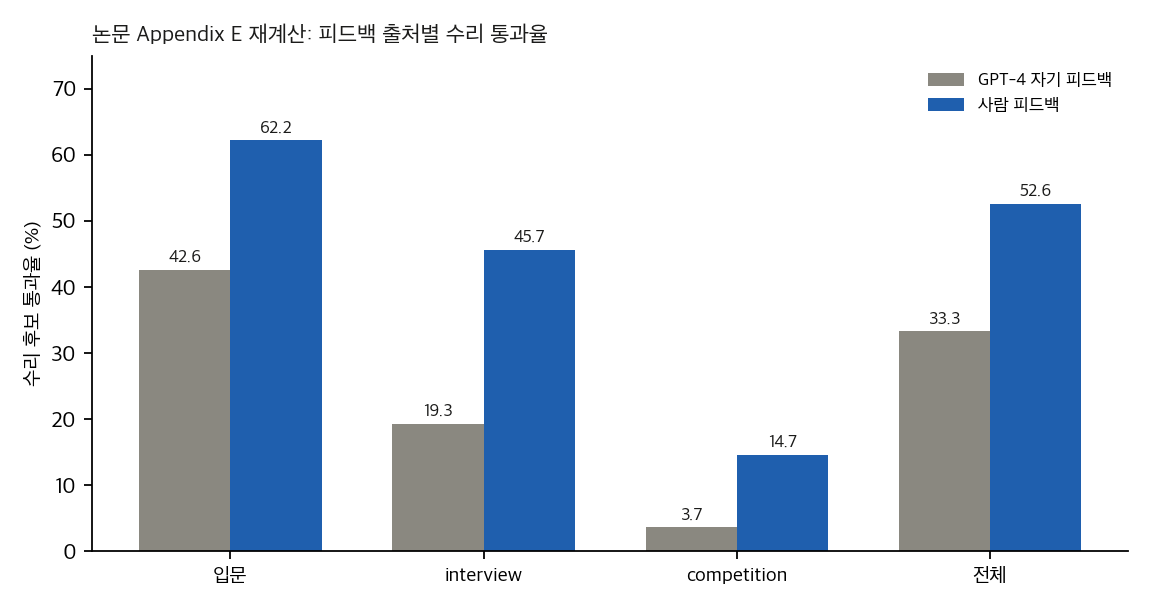 논문 Appendix E 재계산: 피드백 출처별 수리 통과율
GPT-4 자기 피드백
사람 피드백
수리 후보 통과율 (%)
70
60
50
40
30
20
10
0
42.6
62.2
19.3
45.7
3.7
14.7
33.3
52.6
입문
interview
competition
전체